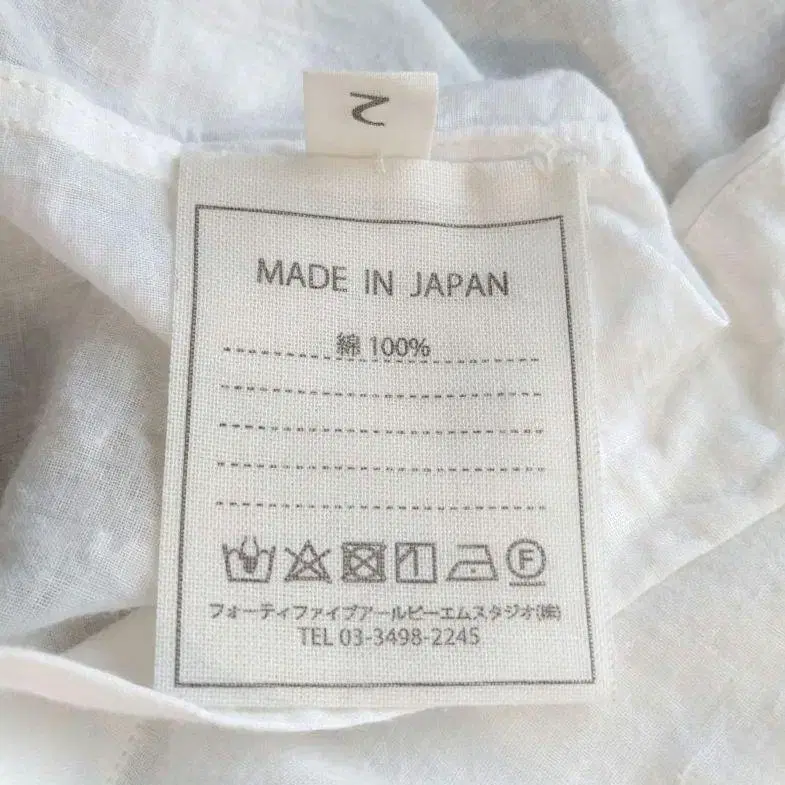 2
MADE IN JAPAN
綿 100%
F
フォーティファイブアールピーエムスタジオ(株)
TEL 03-3498-2245